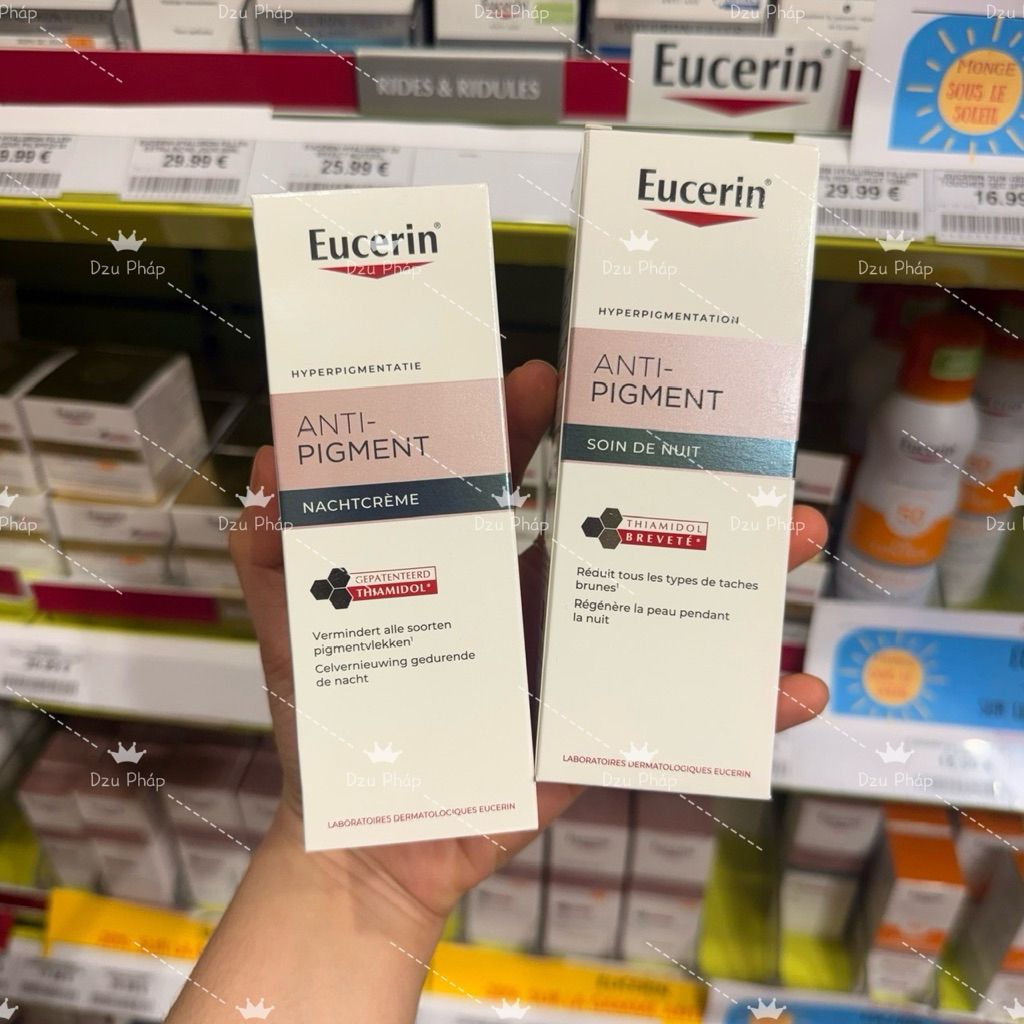 Dzu Pháp
RIDES & RIDULES
Eucerin
MONGE
SOUS LE
SOLEIL
29.99 €
25.99 €
29.99 €
16.99
Eucerin®
HYPERPIGMENTATIE
ANTI-
PIGMENT
NACHTCRÈME
GEPATENTEERD
THIAMIDOL*
Vermindert alle soorten
pigmentvlekken¹
Celvernieuwing gedurende
de nacht
LABORATOIRES DERMATOLOGIQUES EUCERIN
Eucerin®
HYPERPIGMENTATION
ANTI-
PIGMENT
SOIN DE NUIT
THIAMIDOL
BREVETÉ*
Réduit tous les types de taches
brunes¹
Régénère la peau pendant
la nuit
LABORATOIRES DERMATOLOGIQUES EUCERIN